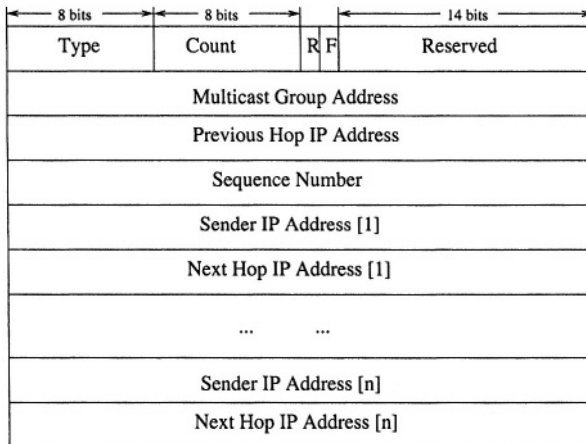 8 bits 8 bits 14 bits
Type Count R F Reserved
Multicast Group Address
Previous Hop IP Address
Sequence Number
Sender IP Address [1]
Next Hop IP Address [1]
... ...
Sender IP Address [n]
Next Hop IP Address [n]